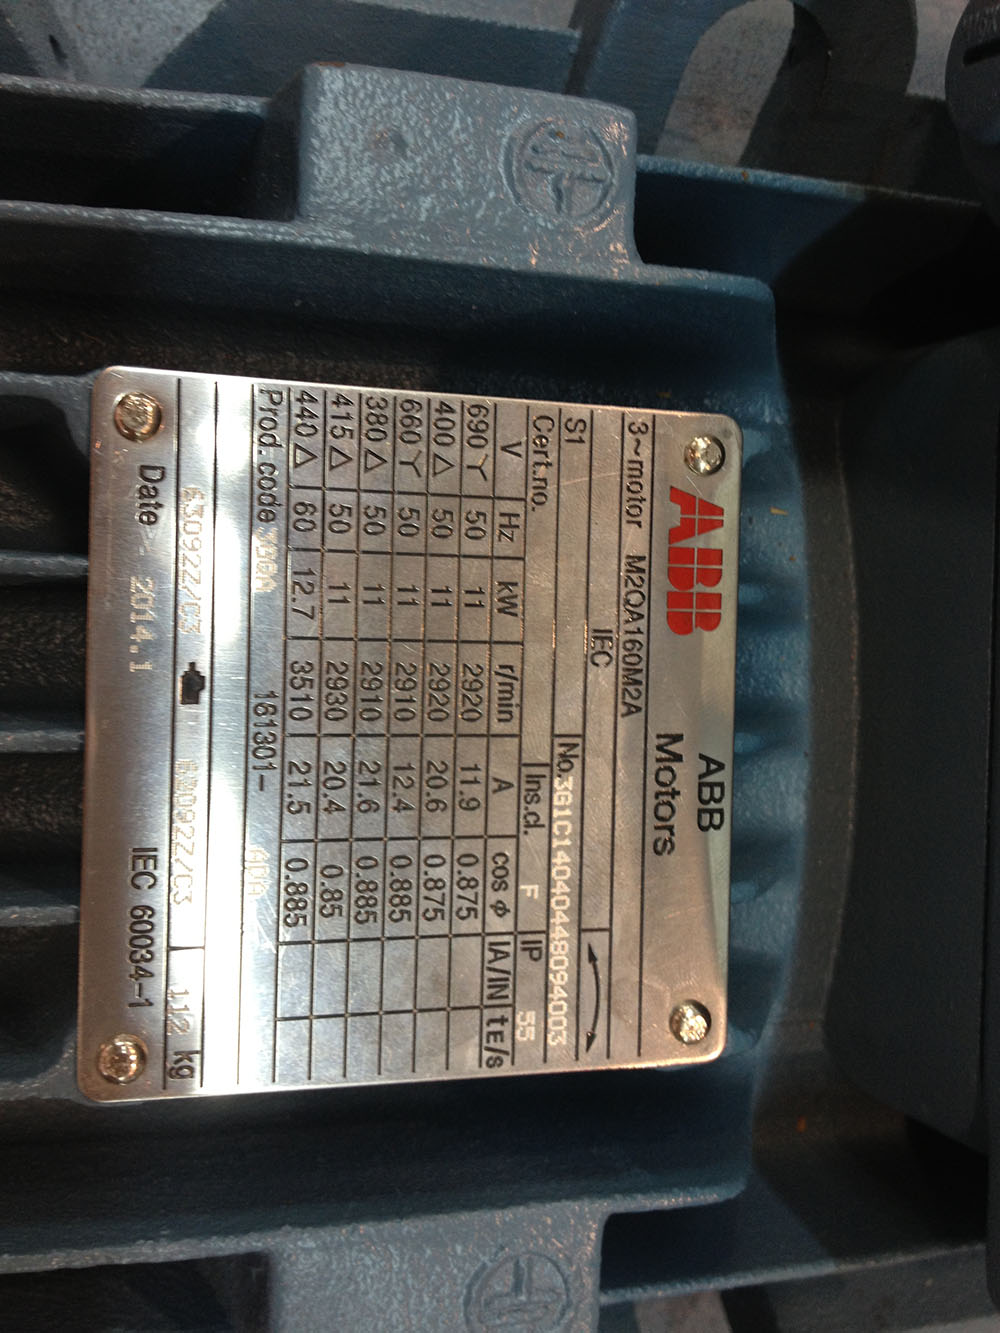 ABB
ABB
Motors
3~motor M2QA160M2A
IEC
S1 No.3G1C14040448094003
Cert.no. Ins.cl. F IP 55
V Hz kW r/min A cos ϕ IA/IN tE/s
690 Y 50 11 2920 11.9 0.875
400 △ 50 11 2920 20.6 0.875
660 Y 50 11 2910 12.4 0.885
380 △ 50 11 2910 21.6 0.885
415 △ 50 11 2930 20.4 0.85
440 △ 60 12.7 3510 21.5 0.885
Prod.code 161301-
6309ZZ/C3 6309ZZ/C3 112 kg
Date 2014.1 IEC 60034-1